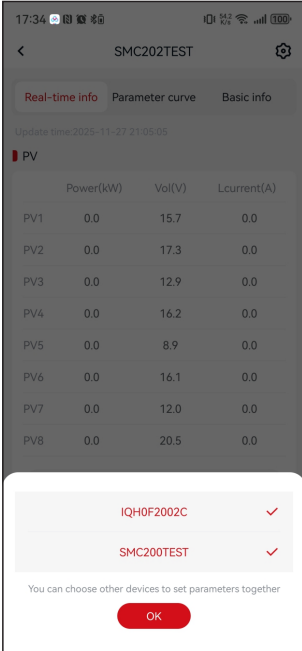 17:34 54.2 K/s 100
SMC202TEST
Real-time info Parameter curve Basic info
Update time:2025-11-27 21:05:05
PV
Power(kW) Vol(V) Lcurrent(A)
PV1 0.0 15.7 0.0
PV2 0.0 17.3 0.0
PV3 0.0 12.9 0.0
PV4 0.0 16.2 0.0
PV5 0.0 8.9 0.0
PV6 0.0 16.1 0.0
PV7 0.0 12.0 0.0
PV8 0.0 20.5 0.0
IQH0F2002C
SMC200TEST
You can choose other devices to set parameters together
OK